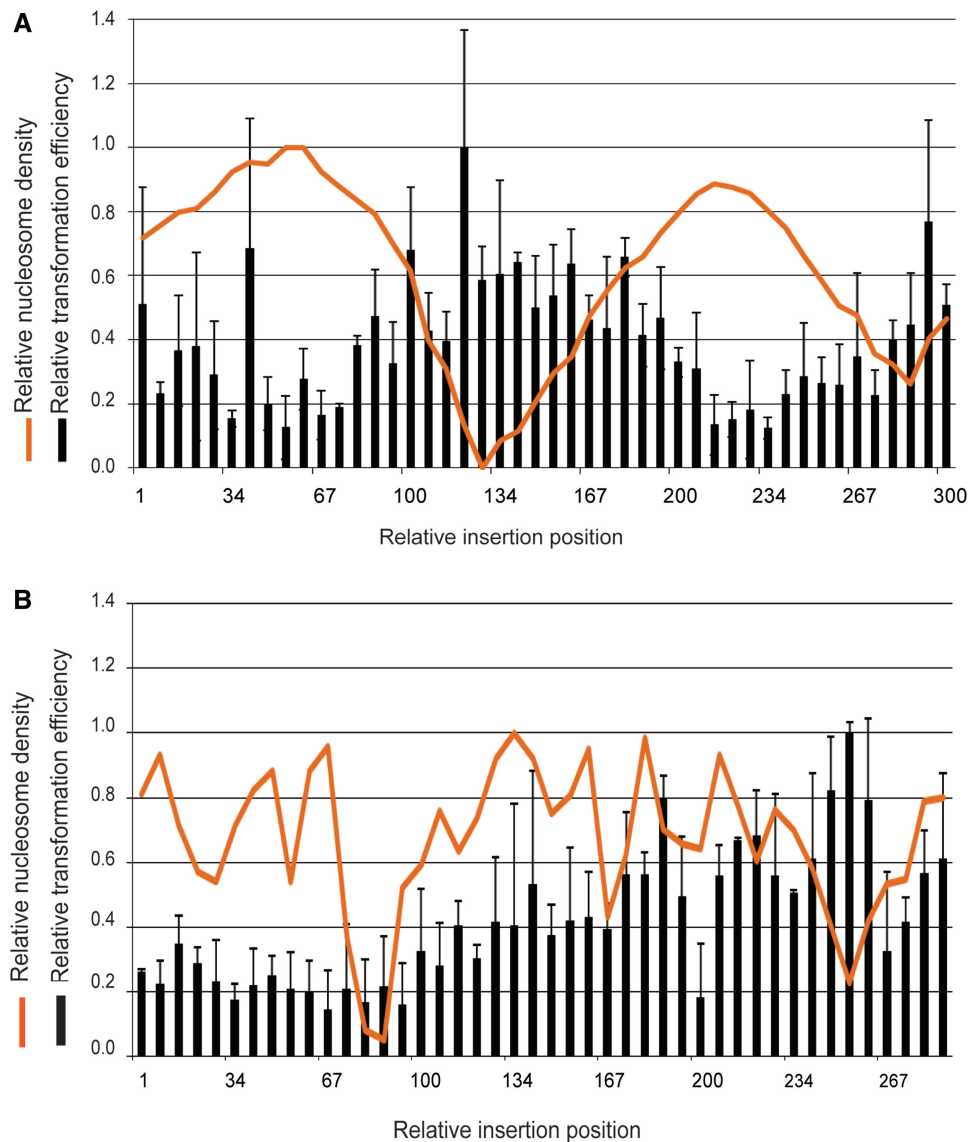 A
Relative nucleosome density
Relative transformation efficiency
1.4
1.2
1.0
0.8
0.6
0.4
0.2
0.0
1 34 67 100 134 167 200 234 267 300
Relative insertion position
B
Relative nucleosome density
Relative transformation efficiency
1.4
1.2
1.0
0.8
0.6
0.4
0.2
0.0
1 34 67 100 134 167 200 234 267
Relative insertion position